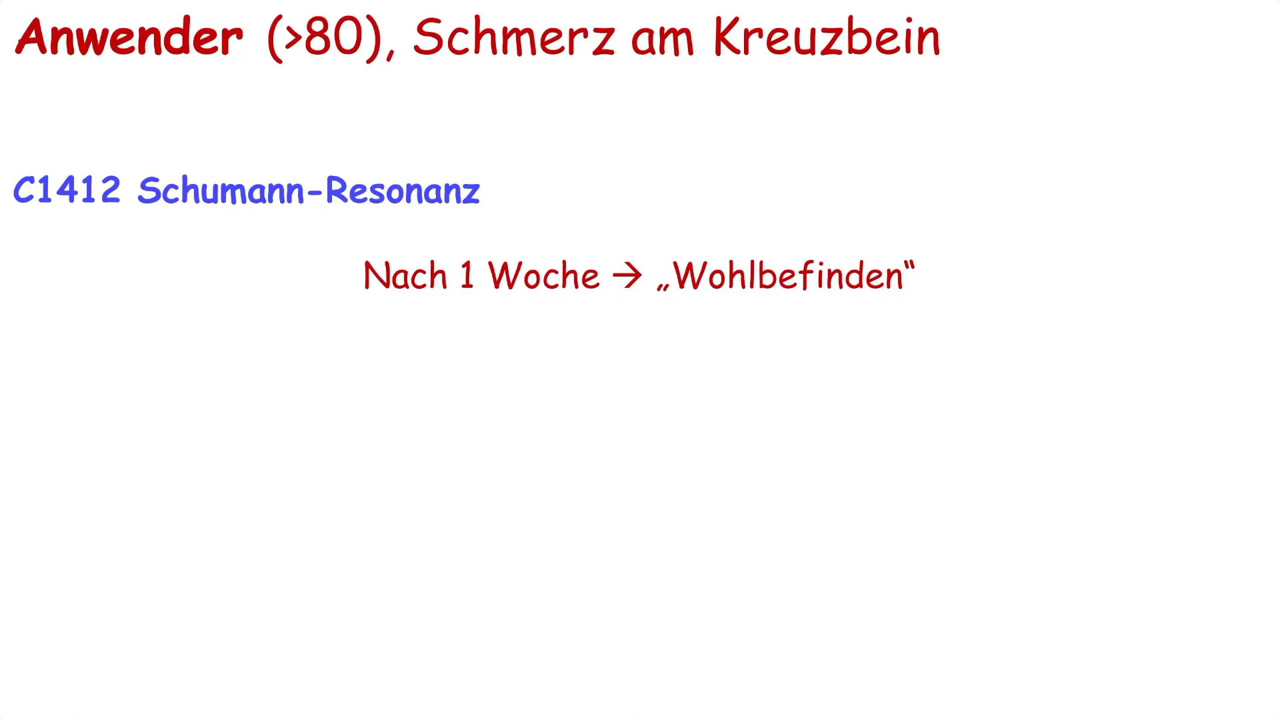 Anwender (>80), Schmerz am Kreuzbein
C1412 Schumann-Resonanz
Nach 1 Woche → „Wohlbefinden“